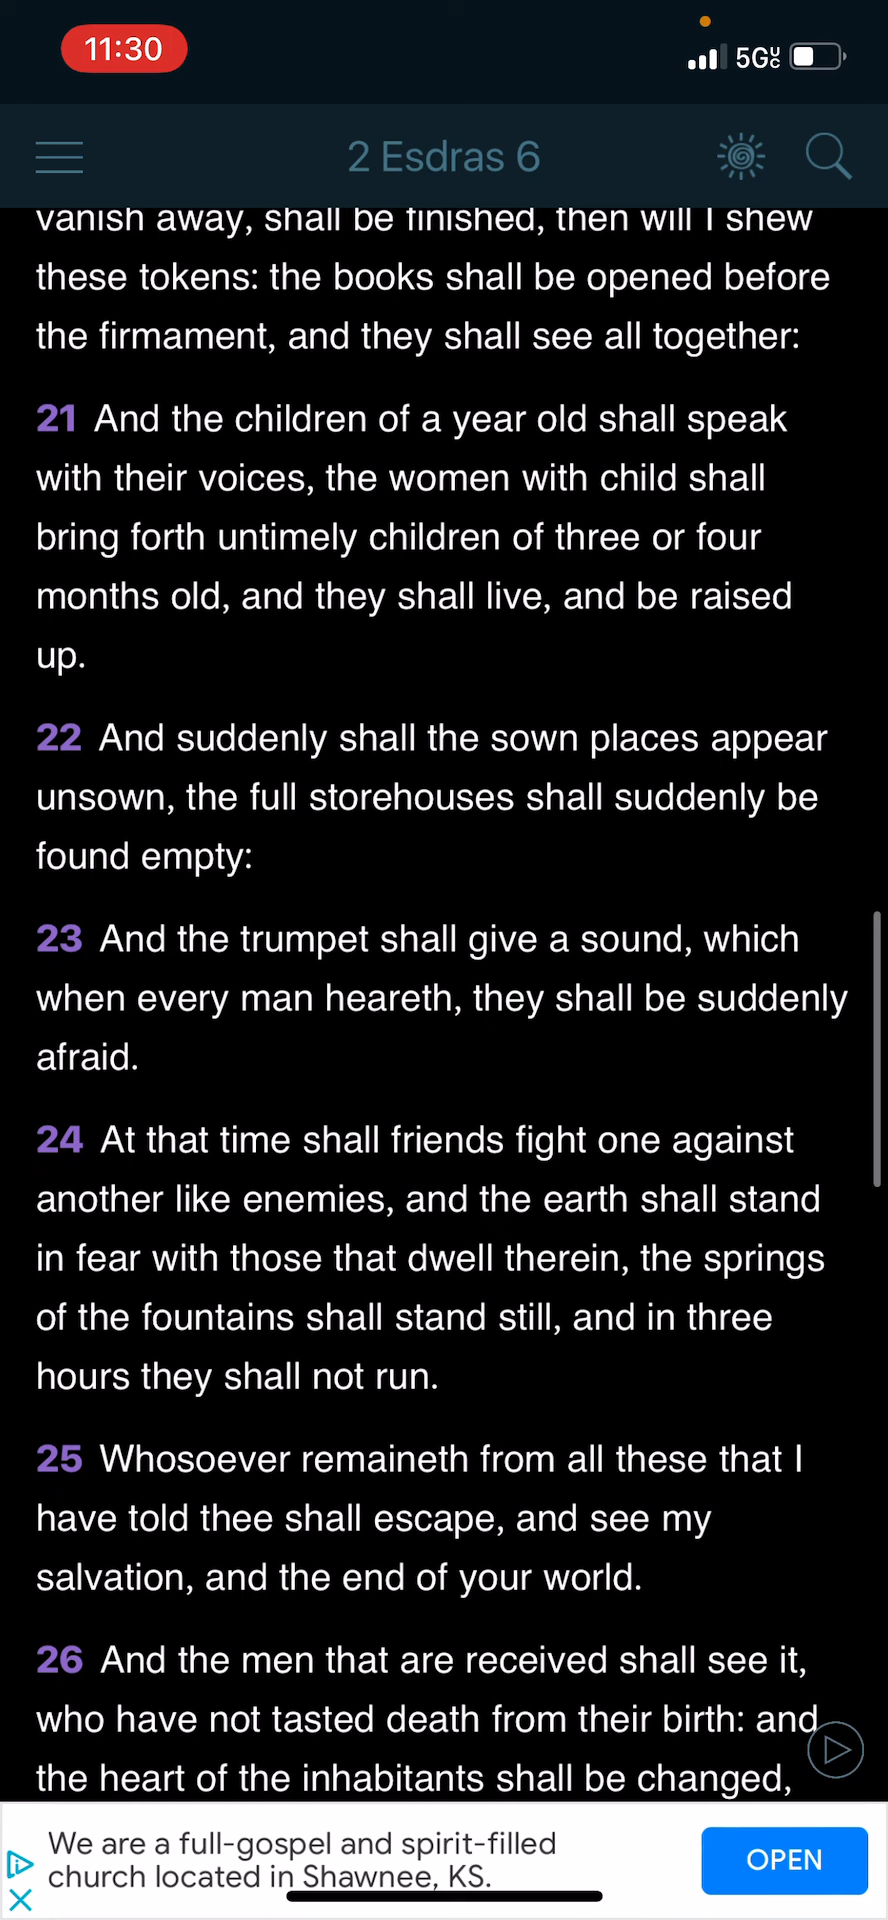 11:30
5GUC
2 Esdras 6
vanish away, shall be finished, then will I shew
these tokens: the books shall be opened before
the firmament, and they shall see all together:
21 And the children of a year old shall speak
with their voices, the women with child shall
bring forth untimely children of three or four
months old, and they shall live, and be raised
up.
22 And suddenly shall the sown places appear
unsown, the full storehouses shall suddenly be
found empty:
23 And the trumpet shall give a sound, which
when every man heareth, they shall be suddenly
afraid.
24 At that time shall friends fight one against
another like enemies, and the earth shall stand
in fear with those that dwell therein, the springs
of the fountains shall stand still, and in three
hours they shall not run.
25 Whosoever remaineth from all these that I
have told thee shall escape, and see my
salvation, and the end of your world.
26 And the men that are received shall see it,
who have not tasted death from their birth: and
the heart of the inhabitants shall be changed,
We are a full-gospel and spirit-filled
church located in Shawnee, KS.
OPEN